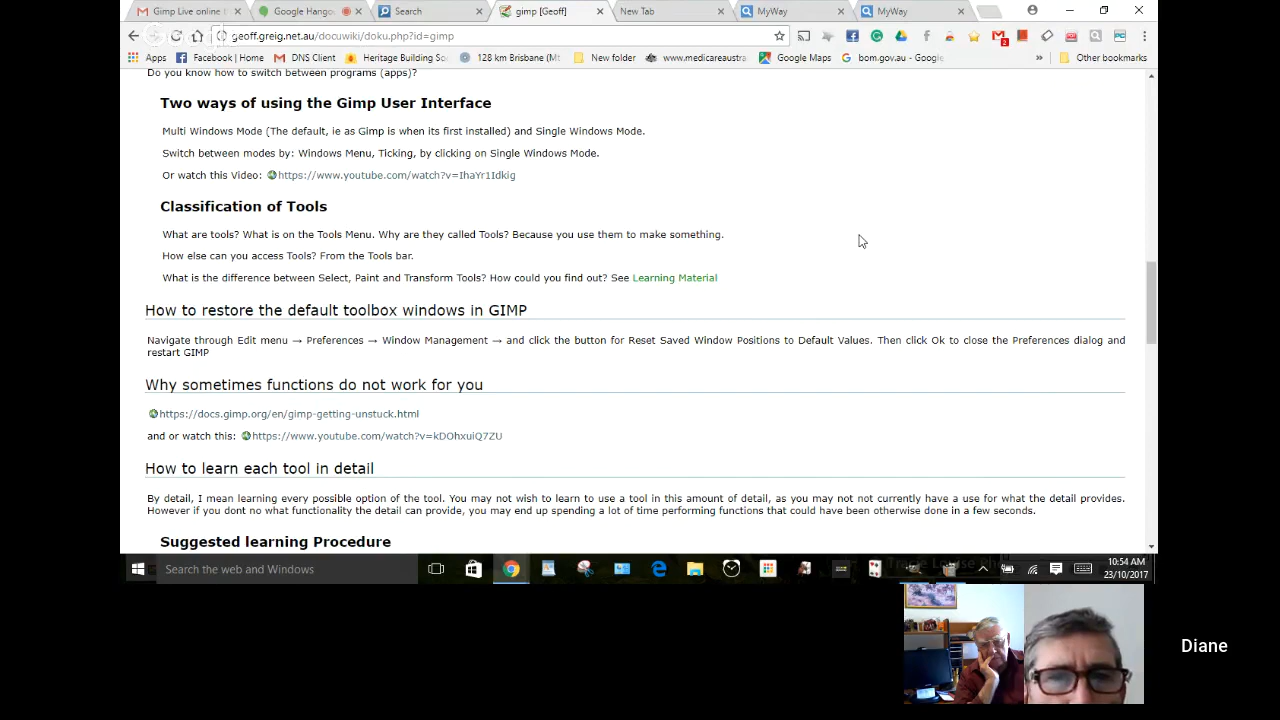 Gimp Live online l
Google Hango
Search
gimp [Geoff]
New Tab
MyWay
MyWay
geoff.greig.net.au/docuwiki/doku.php?id=gimp
Apps
Facebook | Home
DNS Client
Heritage Building So
128 km Brisbane (Mt
New folder
www.medicareaustra
Google Maps
bom.gov.au - Google
»
Other bookmarks
Do you know how to switch between programs (apps)?
Two ways of using the Gimp User Interface
Multi Windows Mode (The default, ie as Gimp is when its first installed) and Single Windows Mode.
Switch between modes by: Windows Menu, Ticking, by clicking on Single Windows Mode.
Or watch this Video: https://www.youtube.com/watch?v=IhaYr1Idkig
Classification of Tools
What are tools? What is on the Tools Menu. Why are they called Tools? Because you use them to make something.
How else can you access Tools? From the Tools bar.
What is the difference between Select, Paint and Transform Tools? How could you find out? See Learning Material
How to restore the default toolbox windows in GIMP
Navigate through Edit menu → Preferences → Window Management → and click the button for Reset Saved Window Positions to Default Values. Then click Ok to close the Preferences dialog and
restart GIMP
Why sometimes functions do not work for you
https://docs.gimp.org/en/gimp-getting-unstuck.html
and or watch this: https://www.youtube.com/watch?v=kDOhxuiQ7ZU
How to learn each tool in detail
By detail, I mean learning every possible option of the tool. You may not wish to learn to use a tool in this amount of detail, as you may not not currently have a use for what the detail provides.
However if you dont no what functionality the detail can provide, you may end up spending a lot of time performing functions that could have been otherwise done in a few seconds.
Suggested learning Procedure
Search the web and Windows
10:54 AM
23/10/2017
Diane